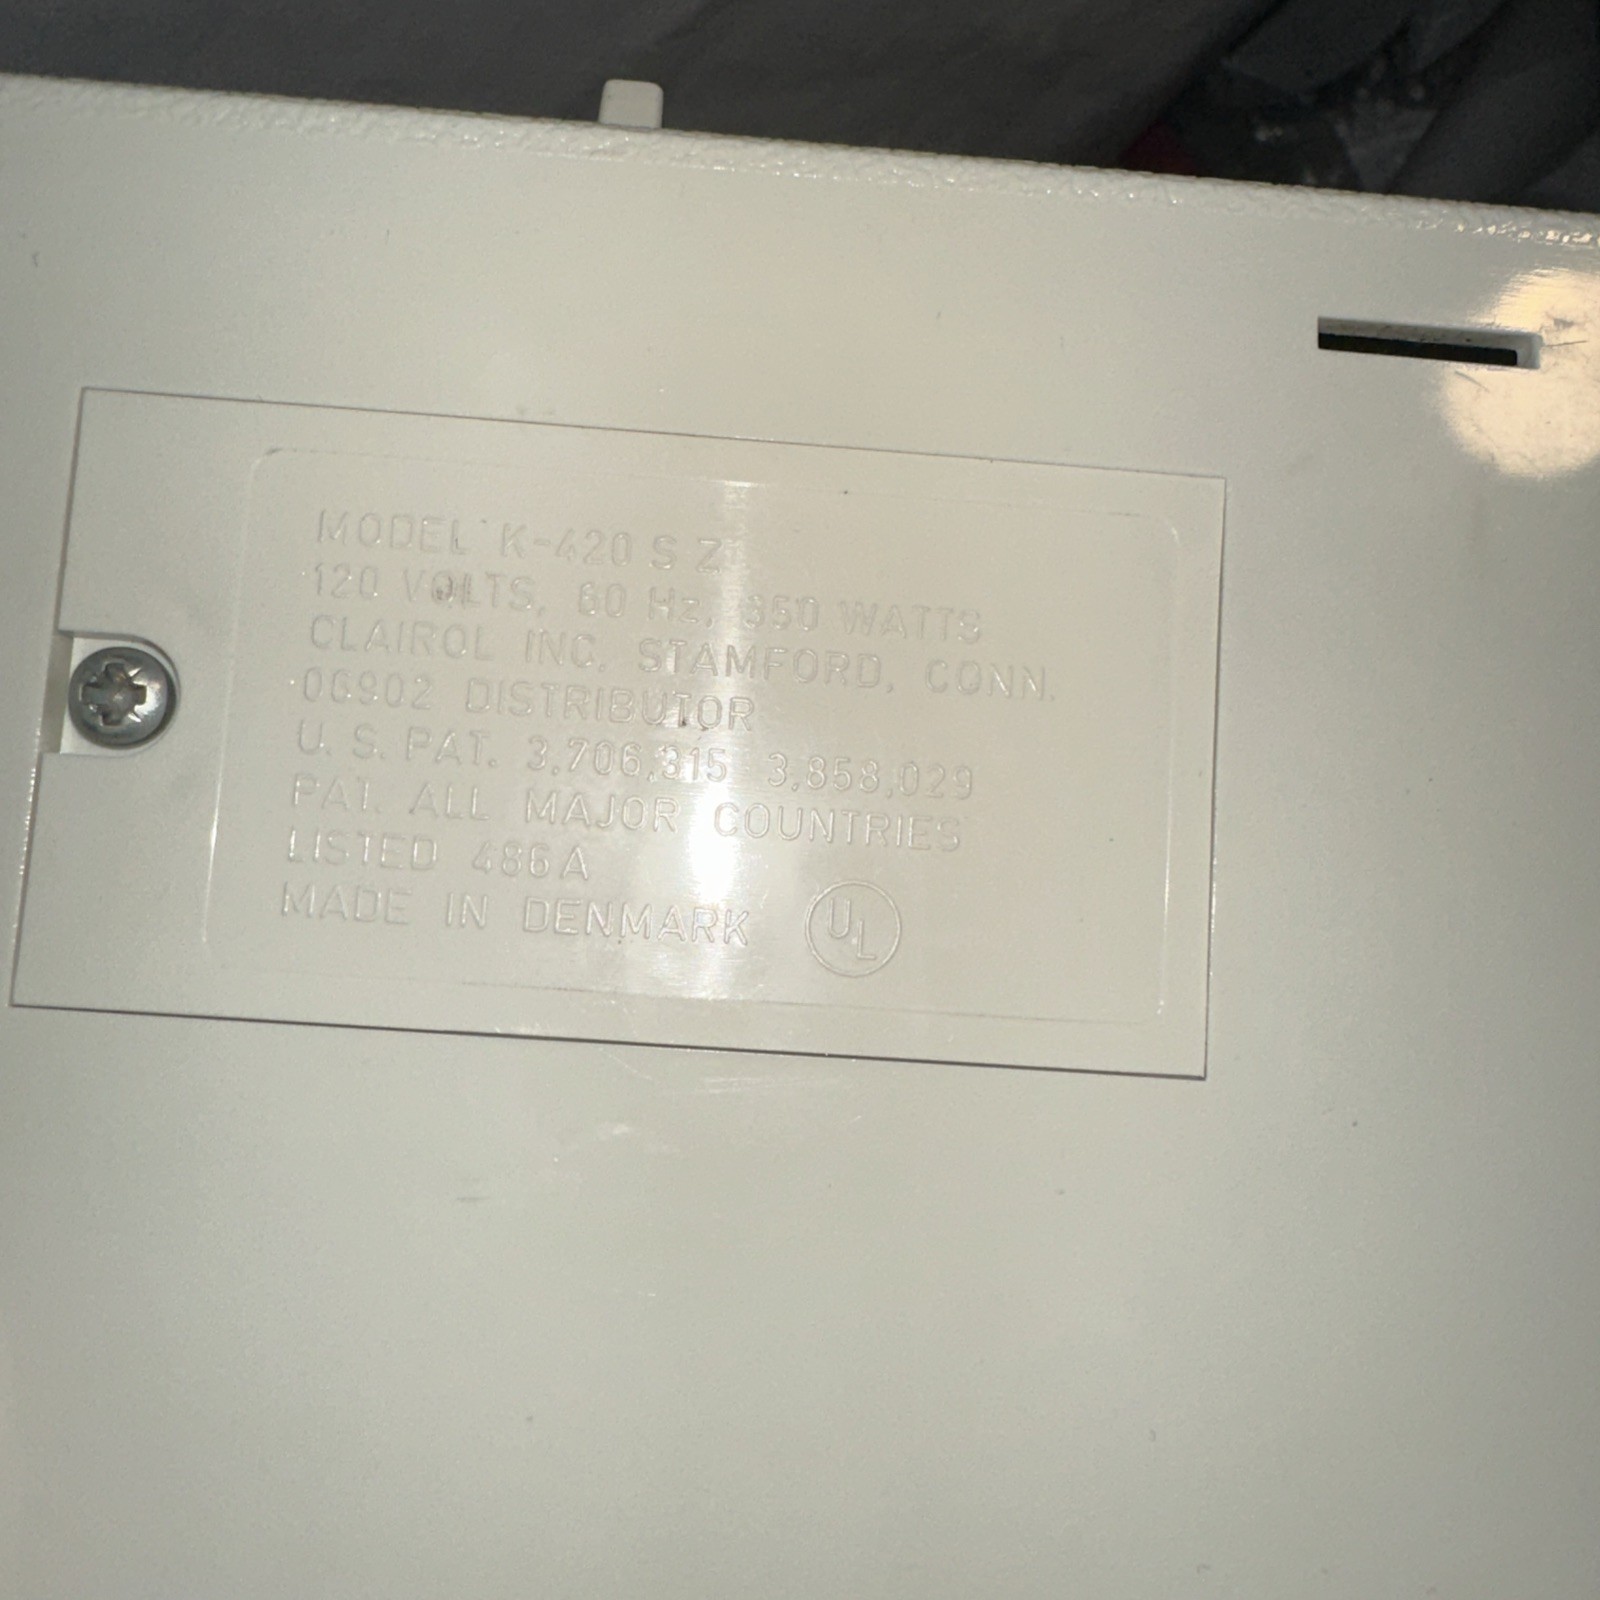 MODEL K-420 S Z
120 VOLTS, 60 Hz, 350 WATTS
CLAIROL INC. STAMFORD, CONN.
06902 DISTRIBUTOR
U. S. PAT. 3,706,315 3,858,029
PAT. ALL MAJOR COUNTRIES
LISTED 486A
MADE IN DENMARK UL